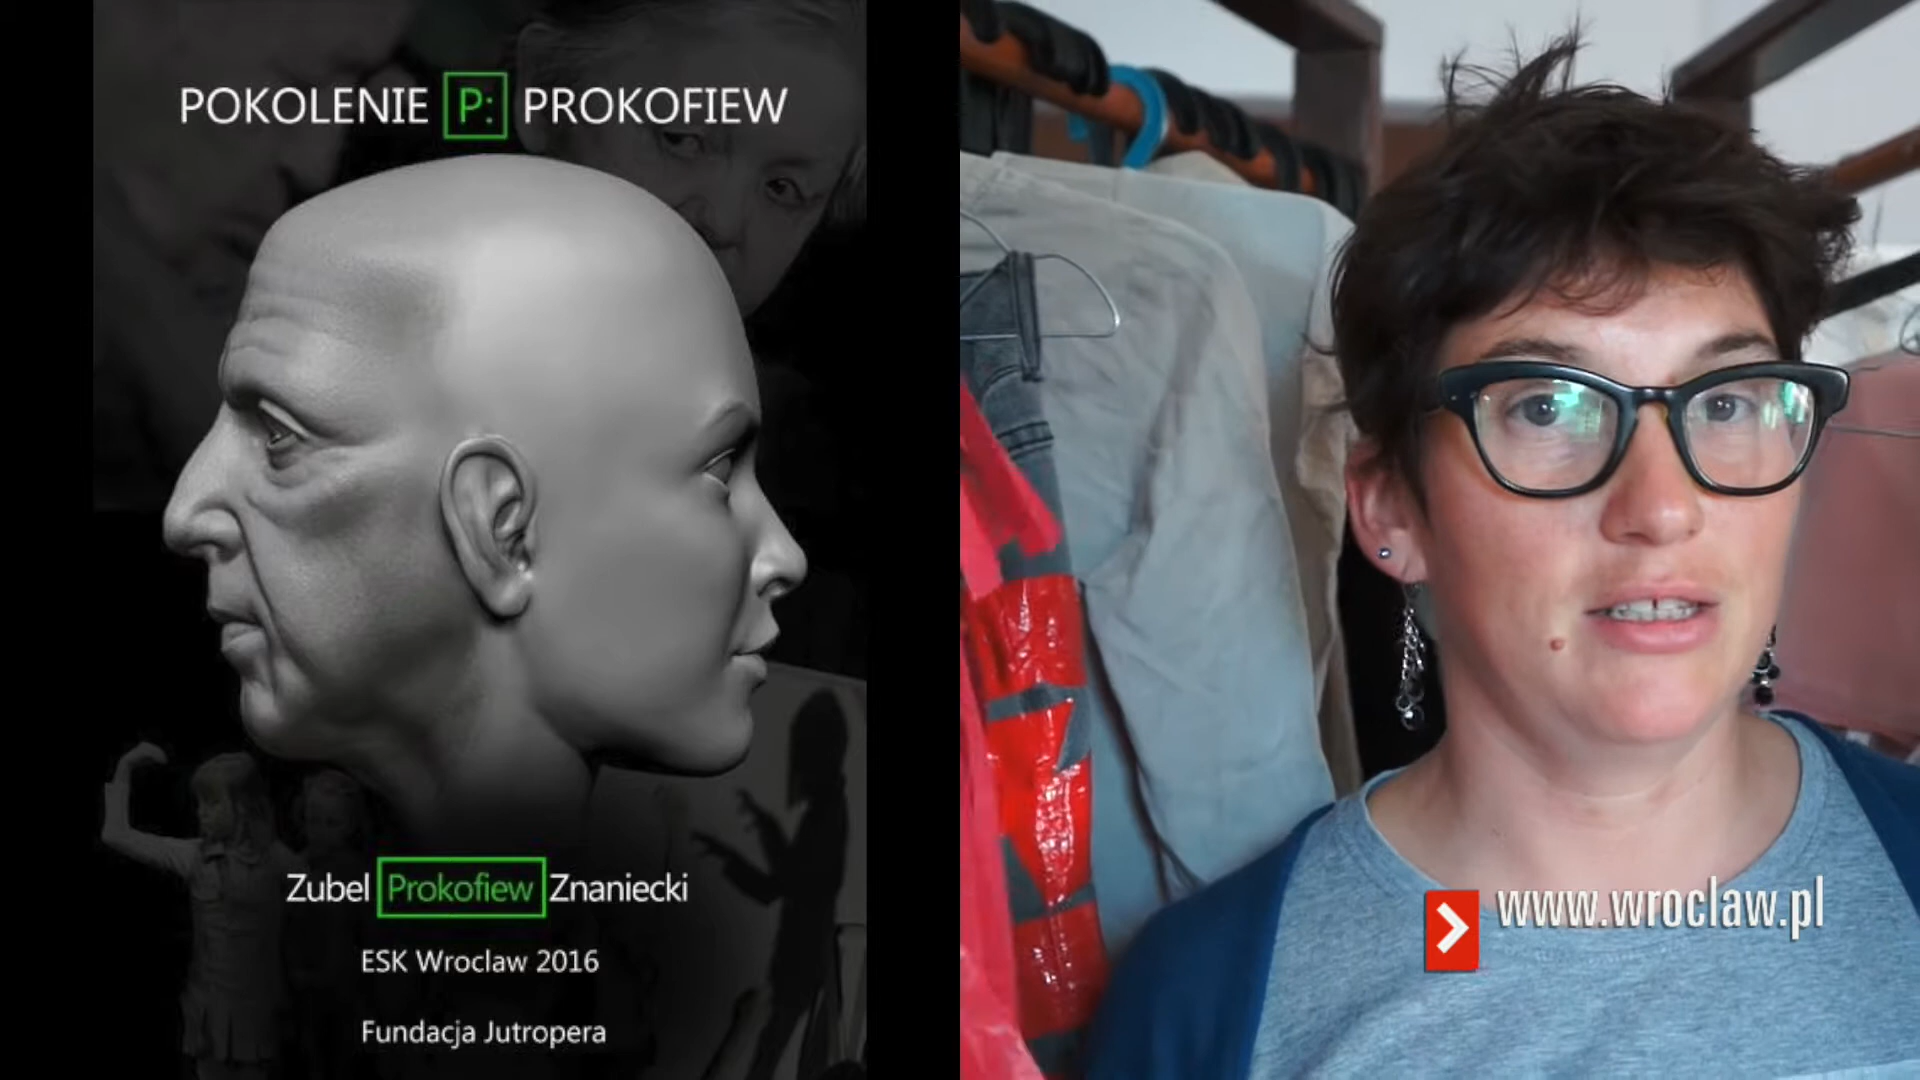 POKOLENIE P: PROKOFIEW
Zubel Prokofiew Znaniecki
ESK Wroclaw 2016
Fundacja Jutropera
www.wroclaw.pl